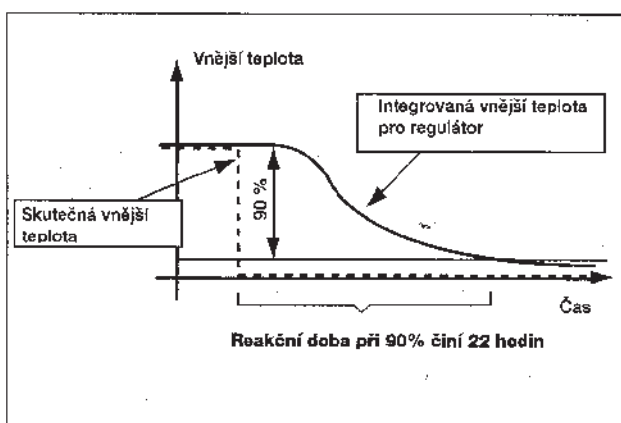 Vnější teplota
Integrovaná vnější teplota
pro regulátor
90 %
Skutečná vnější
teplota
Čas
Reakční doba při 90% činí 22 hodin